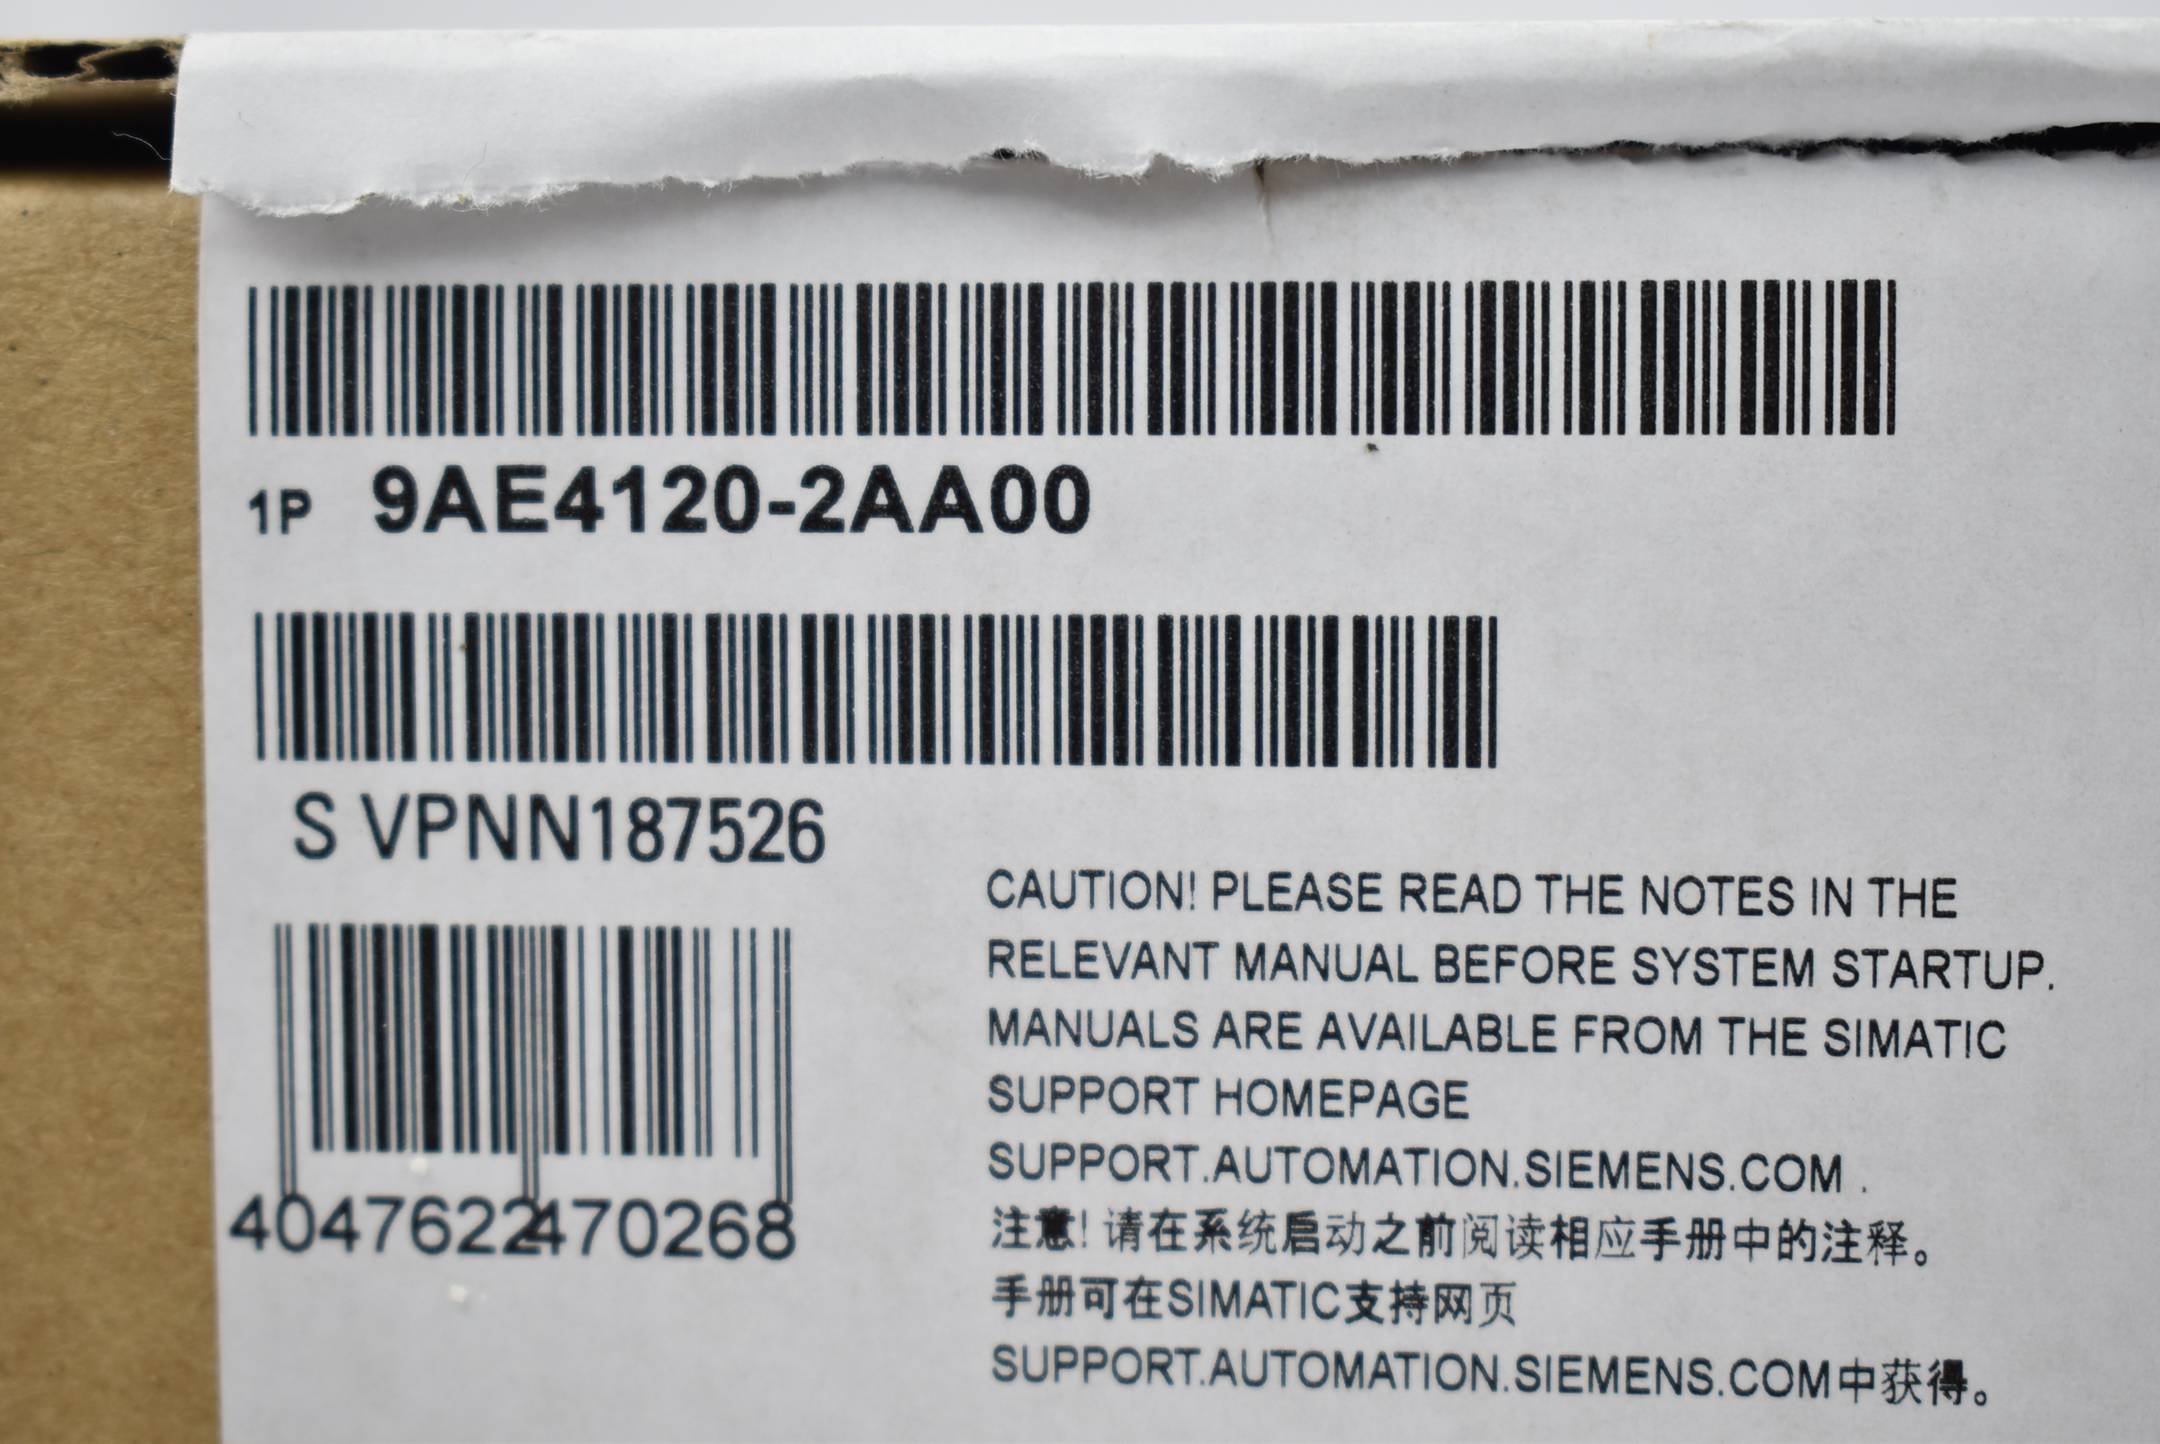 1P 9AE4120-2AA00
S VPNN187526
4047622470268
CAUTION! PLEASE READ THE NOTES IN THE
RELEVANT MANUAL BEFORE SYSTEM STARTUP.
MANUALS ARE AVAILABLE FROM THE SIMATIC
SUPPORT HOMEPAGE
SUPPORT.AUTOMATION.SIEMENS.COM .
注意! 请在系统启动之前阅读相应手册中的注释。
手册可在SIMATIC支持网页
SUPPORT.AUTOMATION.SIEMENS.COM中获得。